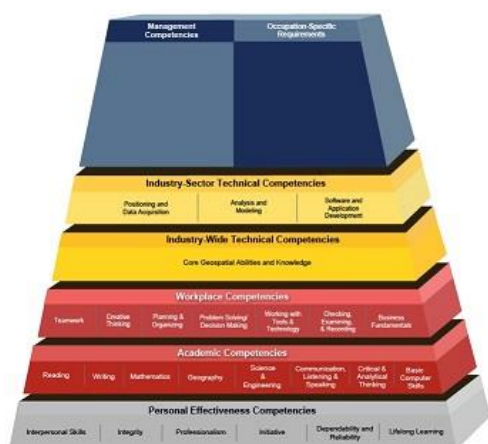 Management
Competencies
Occupation-Specific
Requirements
Industry-Sector Technical Competencies
Positioning and
Data Acquisition
Analysis and
Modeling
Software and
Application
Development
Industry-Wide Technical Competencies
Core Geospatial Abilities and Knowledge
Workplace Competencies
Teamwork
Creative
Thinking
Planning &
Organizing
Problem Solving/
Decision Making
Working with
Tools &
Technology
Checking,
Examining,
& Recording
Business
Fundamentals
Academic Competencies
Reading
Writing
Mathematics
Geography
Science
&
Engineering
Communication,
Listening &
Speaking
Critical &
Analytical
Thinking
Basic
Computer
Skills
Personal Effectiveness Competencies
Interpersonal Skills
Integrity
Professionalism
Initiative
Dependability and
Reliability
Lifelong Learning